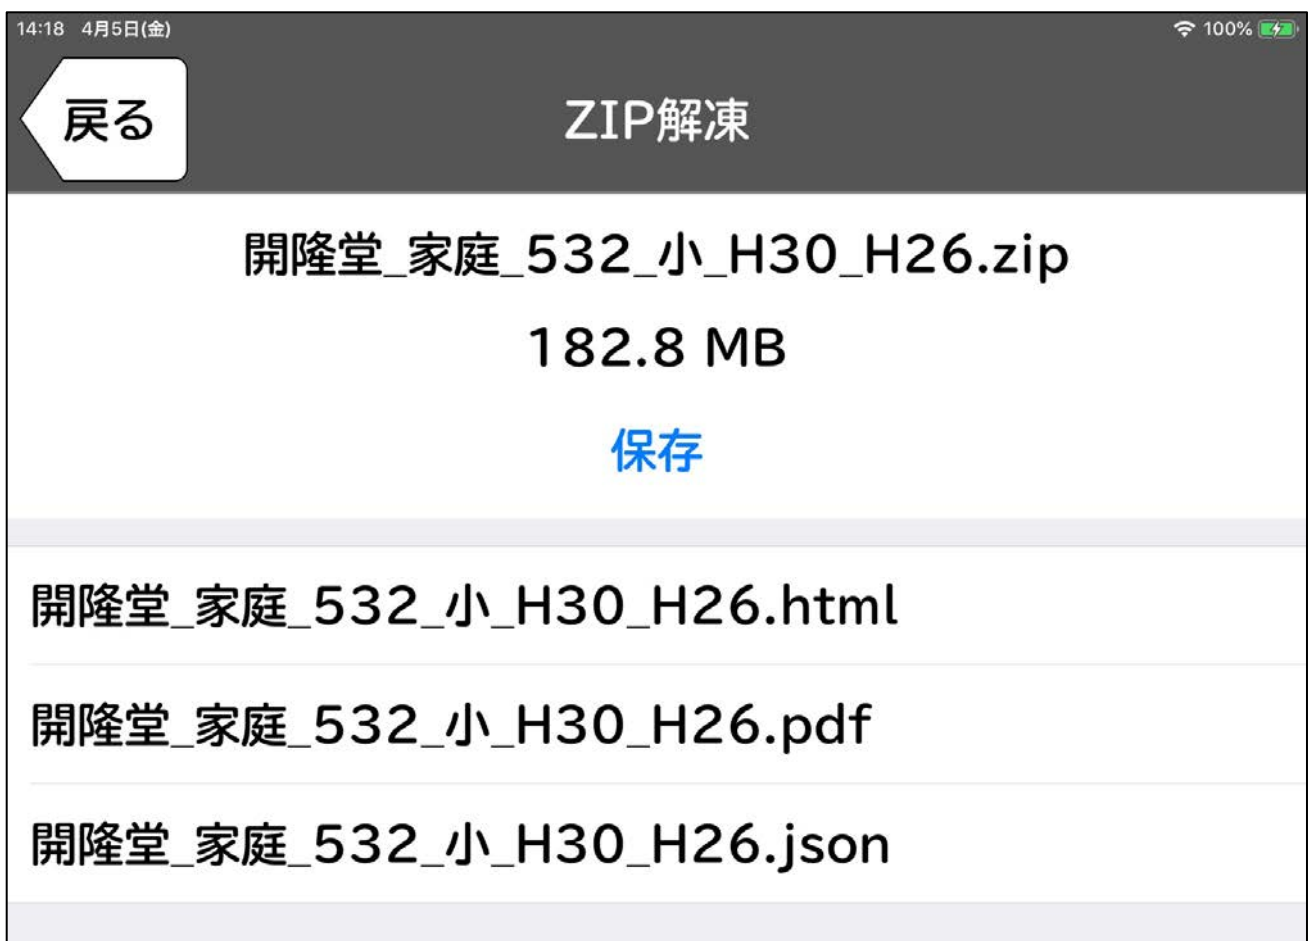 14:18 4月5日(金)
100%
戻る
ZIP解凍
開隆堂_家庭_532_小_H30_H26.zip
182.8 MB
保存
開隆堂_家庭_532_小_H30_H26.html
開隆堂_家庭_532_小_H30_H26.pdf
開隆堂_家庭_532_小_H30_H26.json